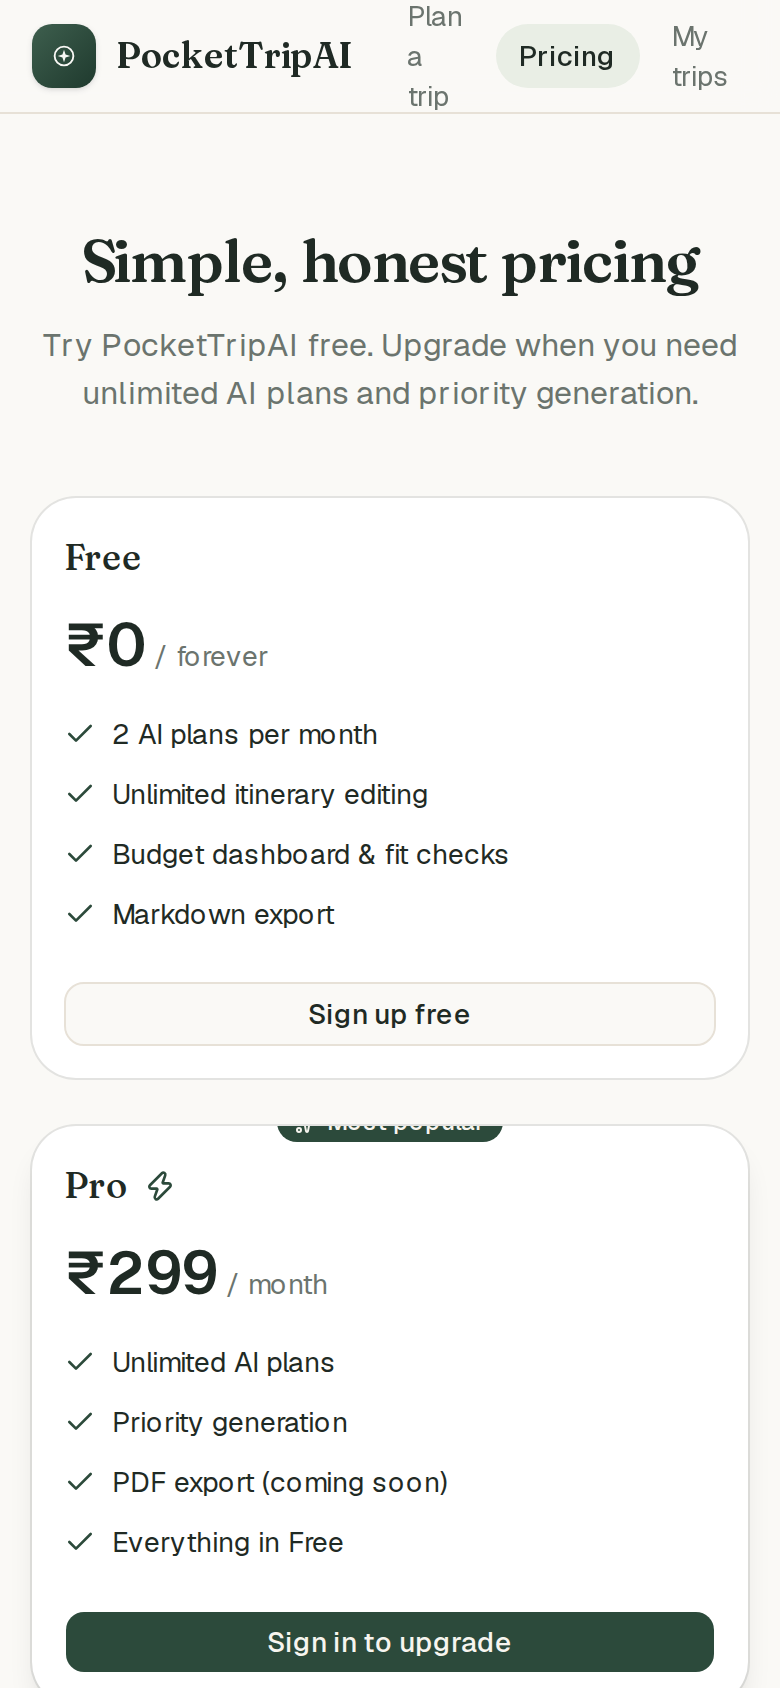 PocketTripAI
Plan
a
trip
Pricing
My
trips
Simple, honest pricing
Try PocketTripAI free. Upgrade when you need
unlimited AI plans and priority generation.
Free
₹0 / forever
2 AI plans per month
Unlimited itinerary editing
Budget dashboard & fit checks
Markdown export
Sign up free
Most popular
Pro
₹299 / month
Unlimited AI plans
Priority generation
PDF export (coming soon)
Everything in Free
Sign in to upgrade